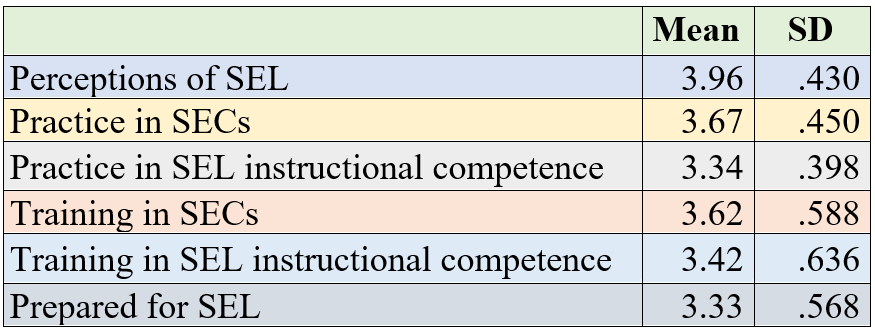 Mean SD
Perceptions of SEL 3.96 .430
Practice in SECs 3.67 .450
Practice in SEL instructional competence 3.34 .398
Training in SECs 3.62 .588
Training in SEL instructional competence 3.42 .636
Prepared for SEL 3.33 .568